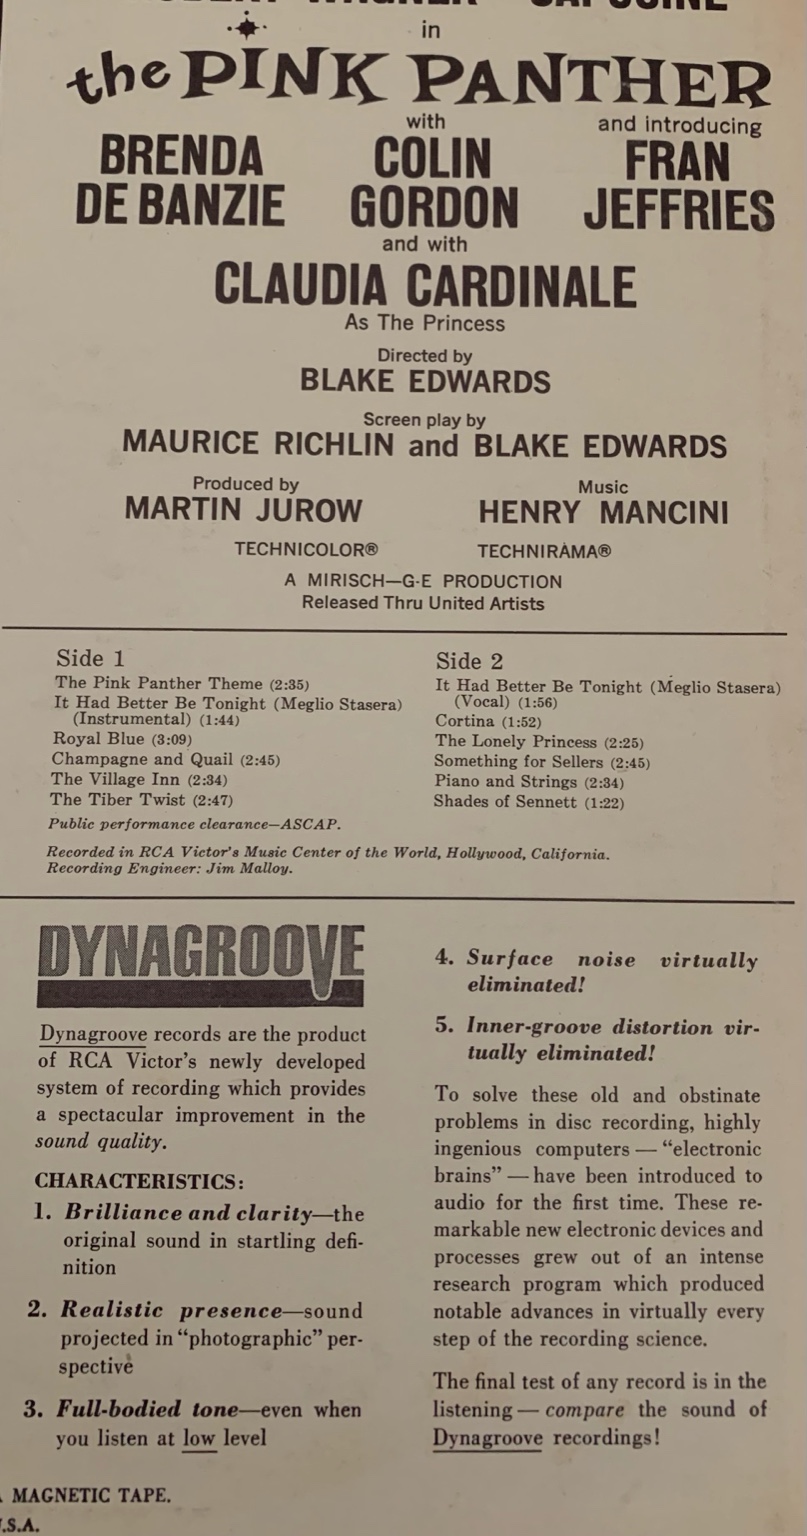 in
the PINK PANTHER
with
and introducing
BRENDA
DE BANZIE
COLIN
GORDON
FRAN
JEFFRIES
and with
CLAUDIA CARDINALE
As The Princess
Directed by
BLAKE EDWARDS
Screen play by
MAURICE RICHLIN and BLAKE EDWARDS
Produced by
MARTIN JUROW
Music
HENRY MANCINI
TECHNICOLOR®
TECHNIRAMA®
A MIRISCH—G-E PRODUCTION
Released Thru United Artists
Side 1
The Pink Panther Theme (2:35)
It Had Better Be Tonight (Meglio Stasera)
(Instrumental) (1:44)
Royal Blue (3:09)
Champagne and Quail (2:45)
The Village Inn (2:34)
The Tiber Twist (2:47)
Side 2
It Had Better Be Tonight (Meglio Stasera)
(Vocal) (1:56)
Cortina (1:52)
The Lonely Princess (2:25)
Something for Sellers (2:45)
Piano and Strings (2:34)
Shades of Sennett (1:22)
Public performance clearance—ASCAP.
Recorded in RCA Victor's Music Center of the World, Hollywood, California.
Recording Engineer: Jim Malloy.
DYNAGROOVE
Dynagroove records are the product
of RCA Victor's newly developed
system of recording which provides
a spectacular improvement in the
sound quality.
CHARACTERISTICS:
1. Brilliance and clarity—the
original sound in startling defi-
nition
2. Realistic presence—sound
projected in "photographic" per-
spective
3. Full-bodied tone—even when
you listen at low level
4. Surface noise virtually
eliminated!
5. Inner-groove distortion vir-
tually eliminated!
To solve these old and obstinate
problems in disc recording, highly
ingenious computers — "electronic
brains" — have been introduced to
audio for the first time. These re-
markable new electronic devices and
processes grew out of an intense
research program which produced
notable advances in virtually every
step of the recording science.
The final test of any record is in the
listening — compare the sound of
Dynagroove recordings!
MAGNETIC TAPE.
.S.A.